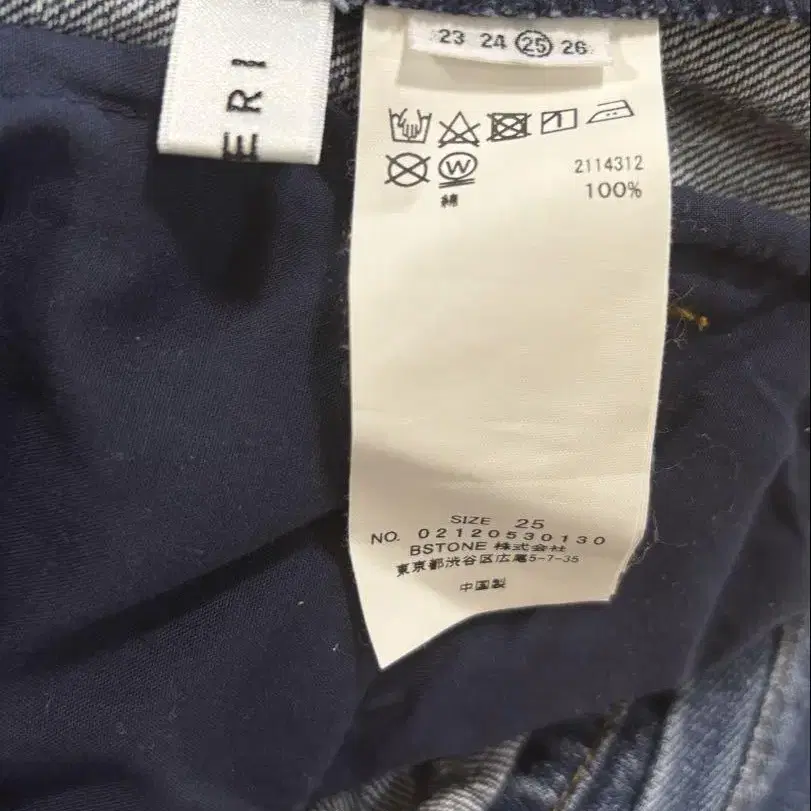 ERI
23 24 25 26
2114312
綿 100%
SIZE 25
NO. 02120530130
BSTONE 株式会社
東京都渋谷区広尾5-7-35
中国製